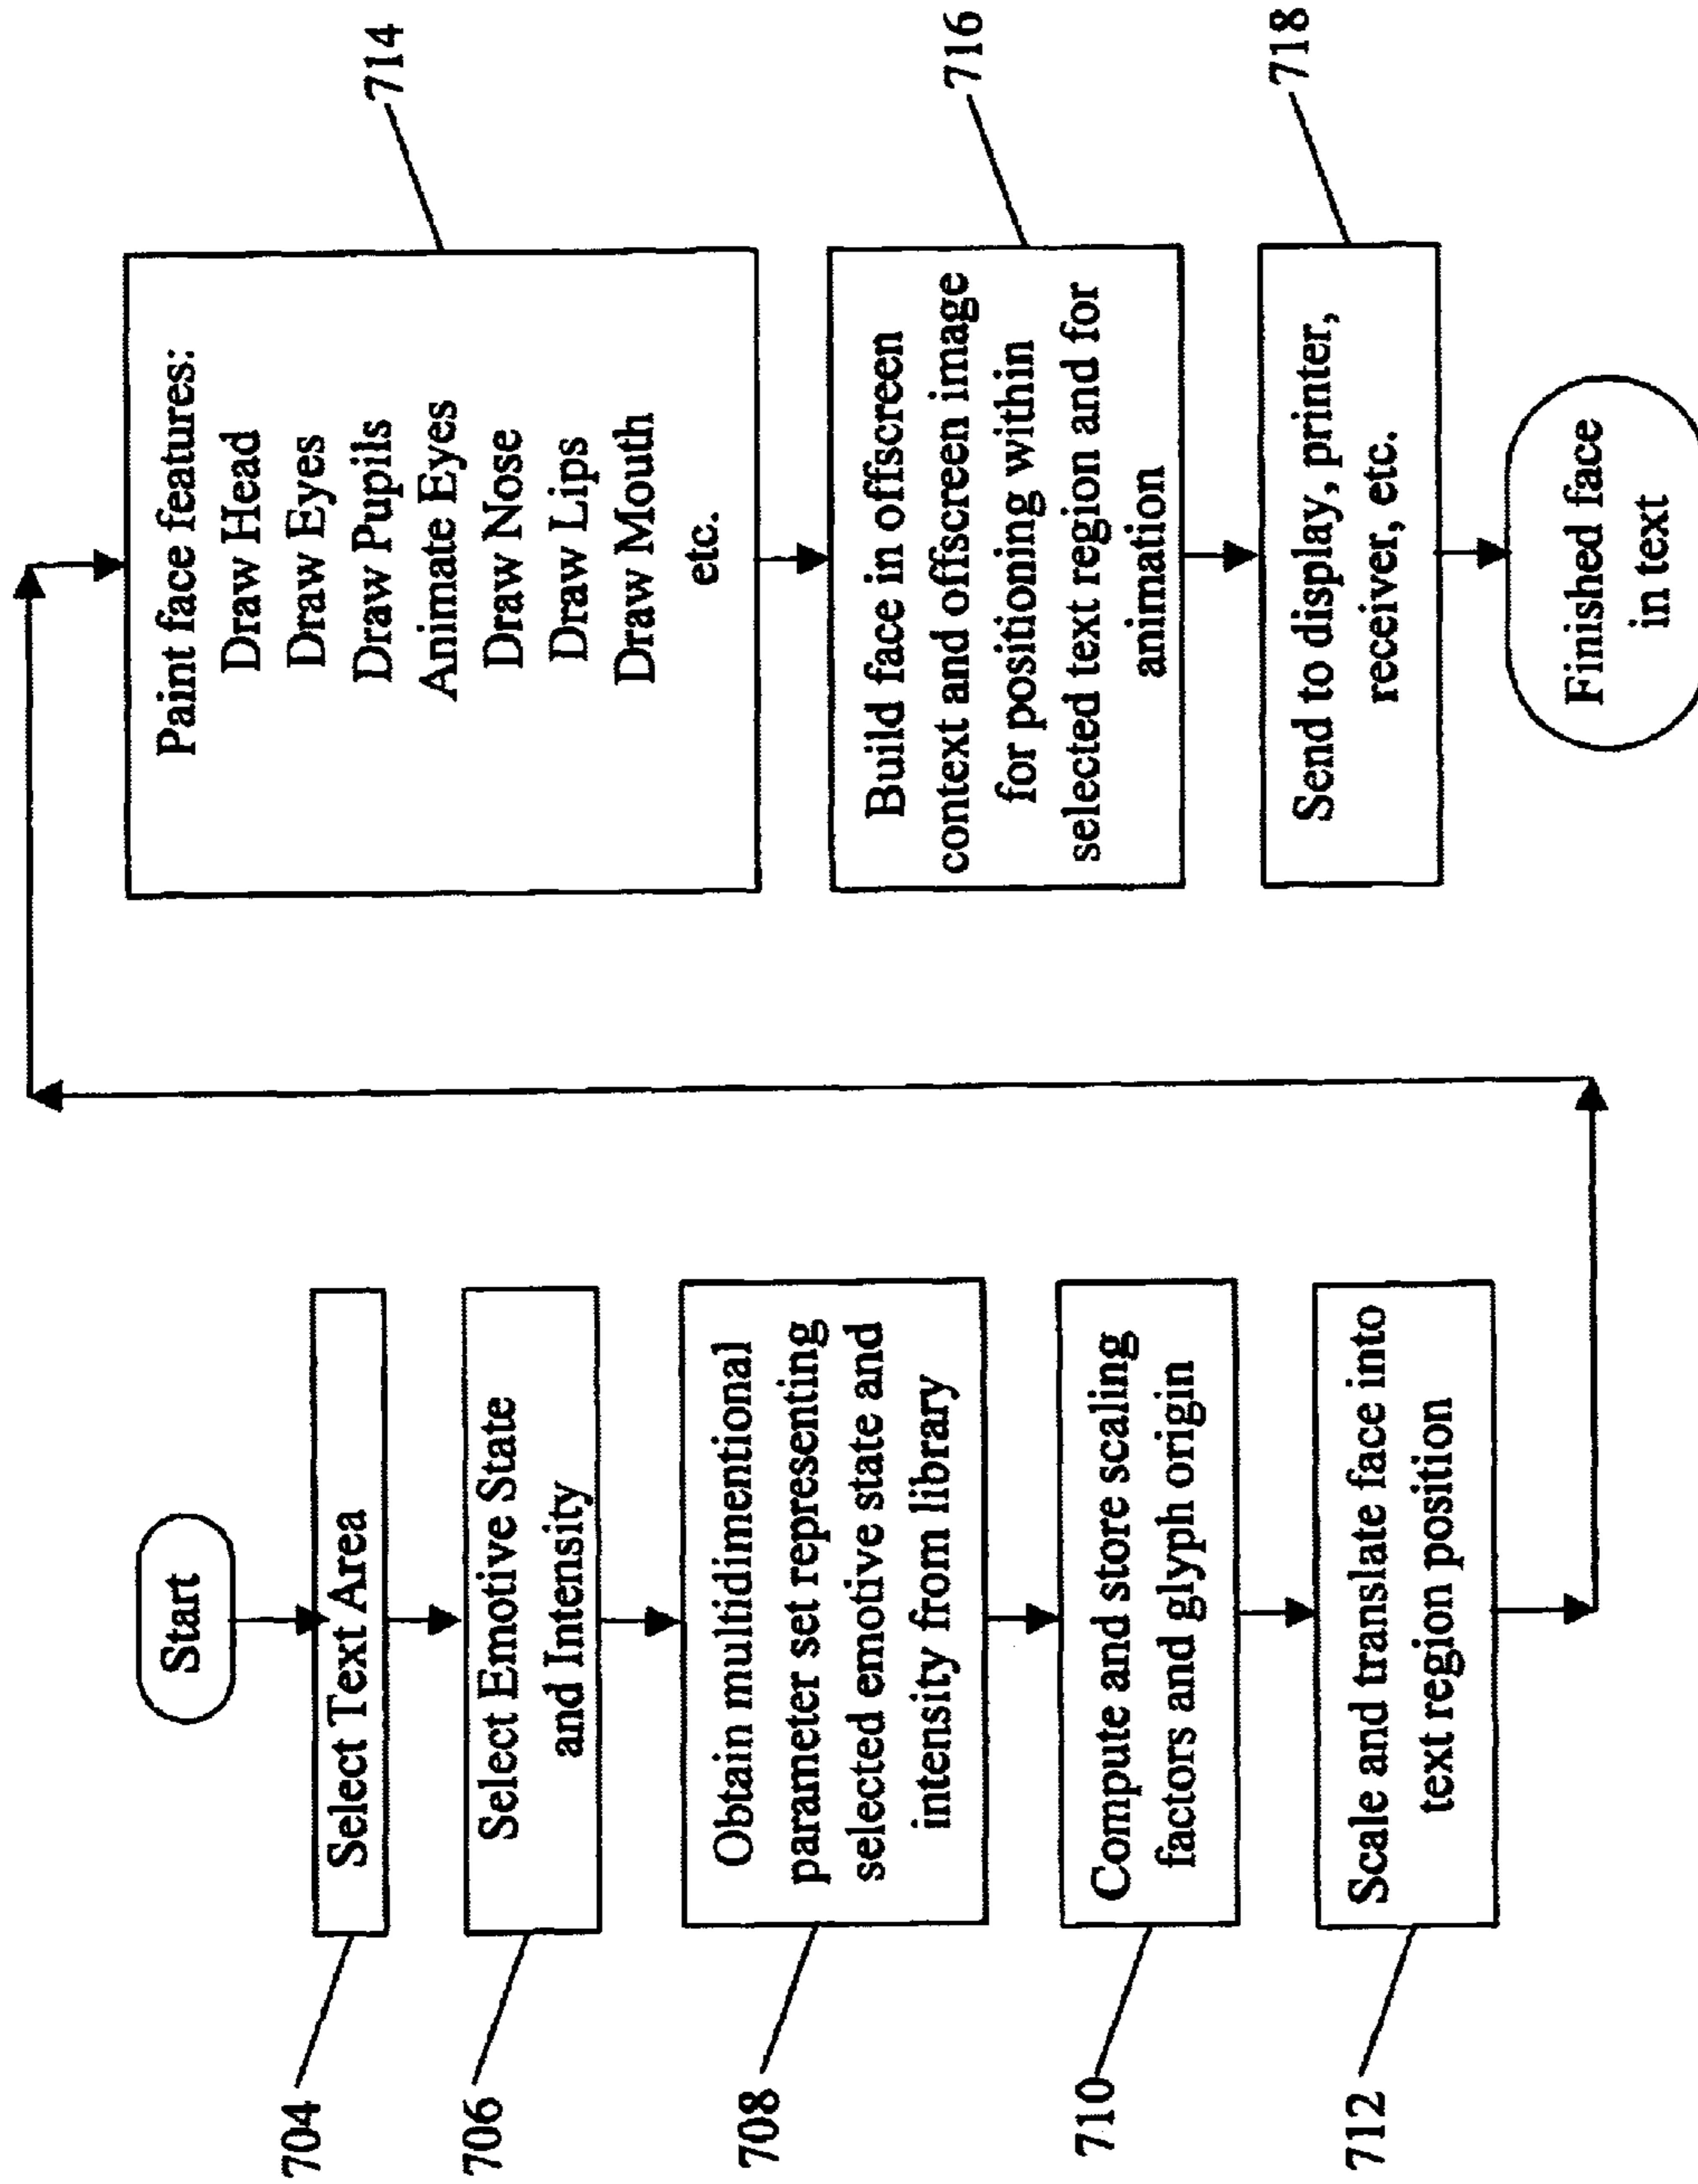 Start
704
Select Text Area
706
Select Emotive State
and Intensity
708
Obtain multidimentional
parameter set representing
selected emotive state and
intensity from library
710
Compute and store scaling
factors and glyph origin
712
Scale and translate face into
text region position
714
Paint face features:
Draw Head
Draw Eyes
Draw Pupils
Animate Eyes
Draw Nose
Draw Lips
Draw Mouth
etc.
716
Build face in offscreen
context and offscreen image
for positioning within
selected text region and for
animation
718
Send to display, printer,
receiver, etc.
Finished face
in text